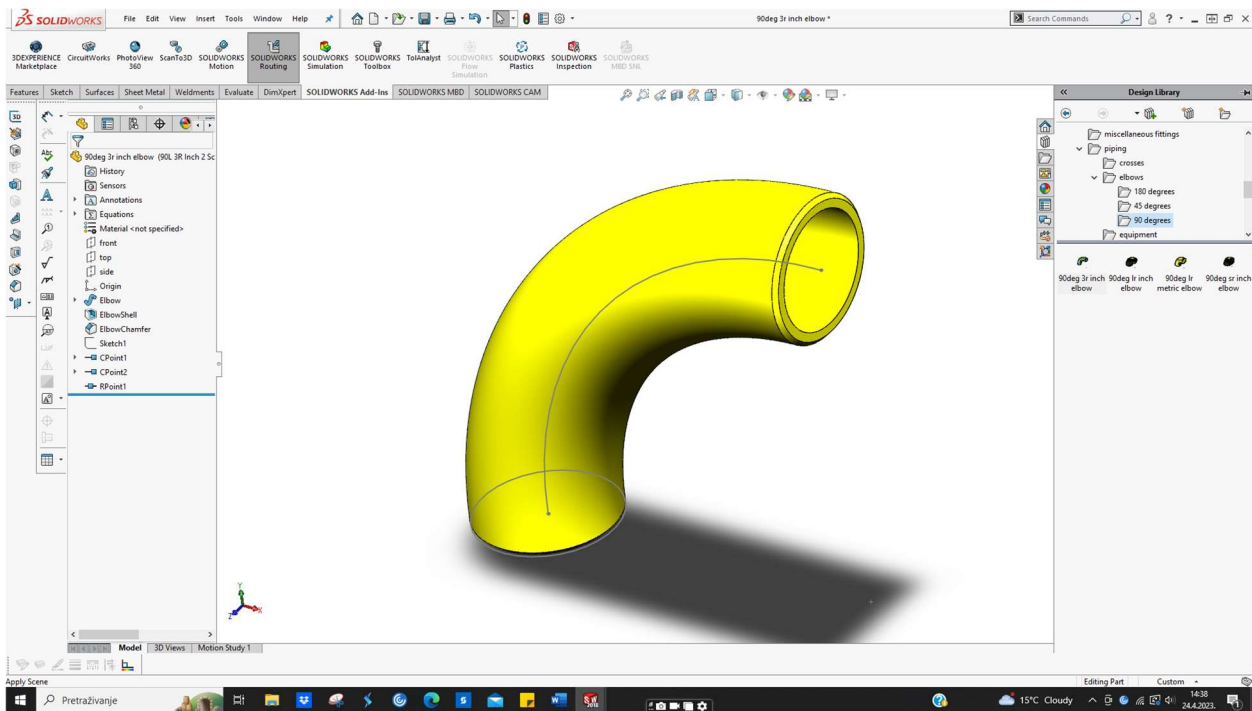 SOLIDWORKS File Edit View Insert Tools Window Help 90deg 3r inch elbow * Search Commands
3DEXPERIENCE Marketplace
CircuitWorks
PhotoView 360
ScanTo3D
SOLIDWORKS Motion
SOLIDWORKS Routing
SOLIDWORKS Simulation
SOLIDWORKS Toolbox
TolAnalyst
SOLIDWORKS Flow Simulation
SOLIDWORKS Plastics
SOLIDWORKS Inspection
SOLIDWORKS MBD SNL
Features Sketch Surfaces Sheet Metal Weldments Evaluate DimXpert SOLIDWORKS Add-Ins SOLIDWORKS MBD SOLIDWORKS CAM
90deg 3r inch elbow (90L 3R Inch 2 Sc
History
Sensors
Annotations
Equations
Material <not specified>
front
top
side
Origin
Elbow
ElbowShell
ElbowChamfer
Sketch1
CPoint1
CPoint2
RPoint1
Y
X
Z
Design Library
miscellaneous fittings
piping
crosses
elbows
180 degrees
45 degrees
90 degrees
equipment
90deg 3r inch elbow
90deg lr inch elbow
90deg lr metric elbow
90deg sr inch elbow
Model 3D Views Motion Study 1
Apply Scene Editing Part Custom
Pretraživanje 15°C Cloudy 14:38
24.4.2023.